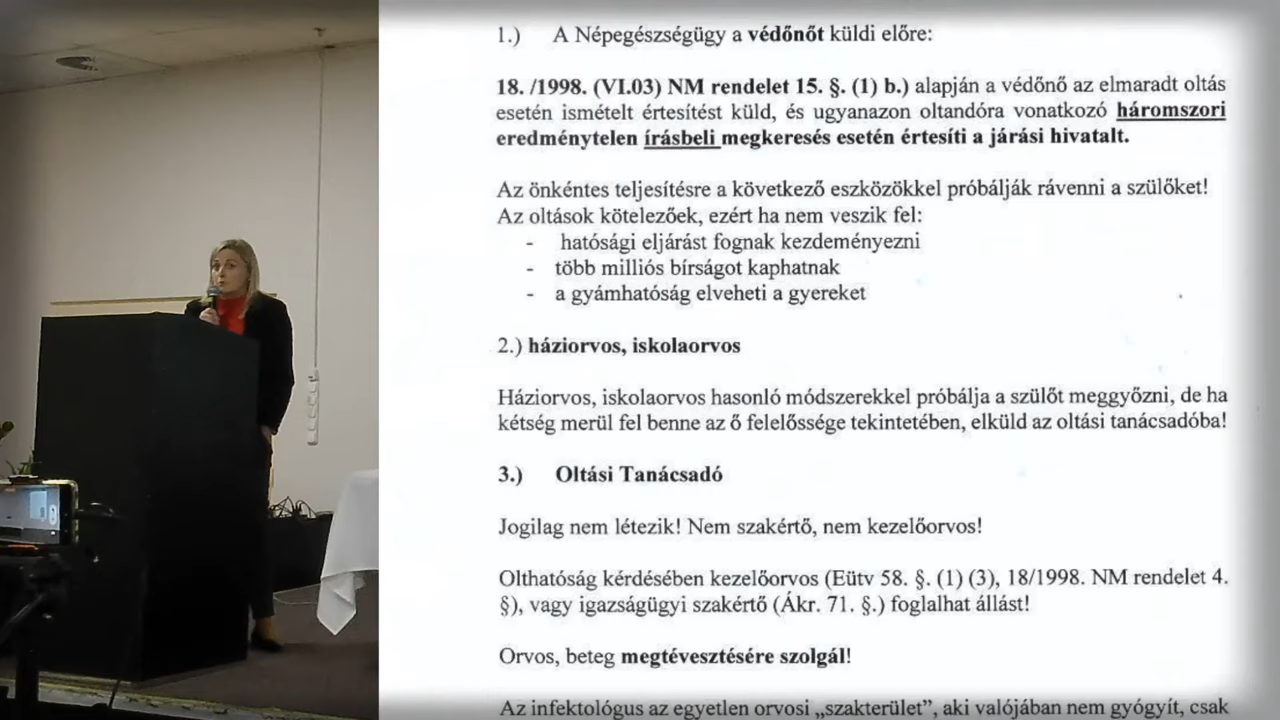 1.) A Népegészségügy a védőnőt küldi előre:
18. /1998. (VI.03) NM rendelet 15. §. (1) b.) alapján a védőnő az elmaradt oltás
esetén ismételt értesítést küld, és ugyanazon oltandóra vonatkozó háromszori
eredménytelen írásbeli megkeresés esetén értesíti a járási hivatalt.
Az önkéntes teljesítésre a következő eszközökkel próbálják rávenni a szülőket!
Az oltások kötelezőek, ezért ha nem veszik fel:
- hatósági eljárást fognak kezdeményezni
- több milliós bírságot kaphatnak
- a gyámhatóság elveheti a gyereket
2.) háziorvos, iskolaorvos
Háziorvos, iskolaorvos hasonló módszerekkel próbálja a szülőt meggyőzni, de ha
kétség merül fel benne az ő felelőssége tekintetében, elküld az oltási tanácsadóba!
3.) Oltási Tanácsadó
Jogilag nem létezik! Nem szakértő, nem kezelőorvos!
Olthatóság kérdésében kezelőorvos (Eütv 58. §. (1) (3), 18/1998. NM rendelet 4.
§), vagy igazságügyi szakértő (Ákr. 71. §.) foglalhat állást!
Orvos, beteg megtévesztésére szolgál!
Az infektológus az egyetlen orvosi „szakterület”, aki valójában nem gyógyít, csak